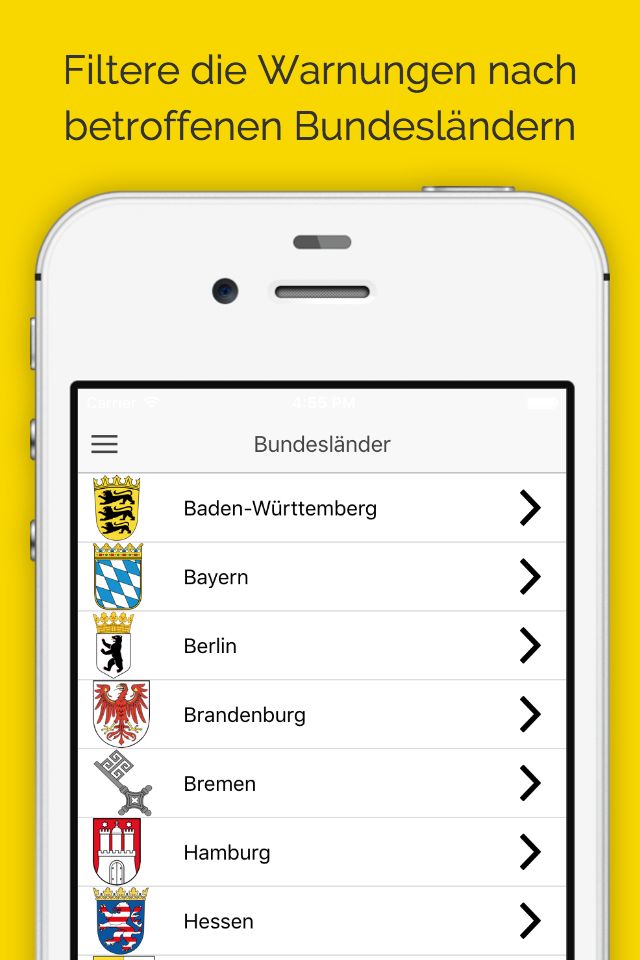 Filtere die Warnungen nach
betroffenen Bundesländern
Carrier 4:55 PM
Bundesländer
Baden-Württemberg
Bayern
Berlin
Brandenburg
Bremen
Hamburg
Hessen